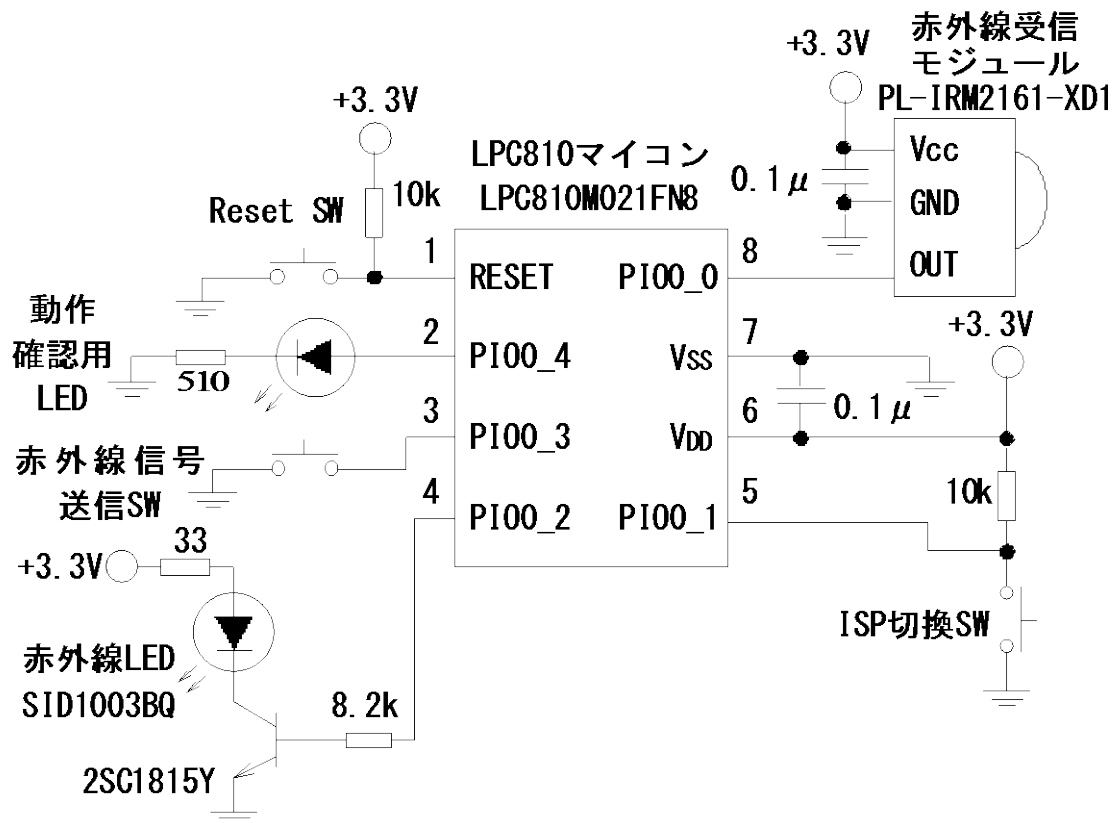 赤外線受信
モジュール
PL-IRM2161-XD1
+3.3V
Vcc
GND
OUT
0.1μ
+3.3V
10k
Reset SW
LPC810マイコン
LPC810M021FN8
1
RESET
PIO0_0
8
動作
確認用
LED
510
2
PIO0_4
VSS
7
+3.3V
0.1μ
3
PIO0_3
VDD
6
赤外線信号
送信SW
4
PIO0_2
PIO0_1
5
10k
ISP切換SW
+3.3V
33
赤外線LED
SID1003BQ
8.2k
2SC1815Y